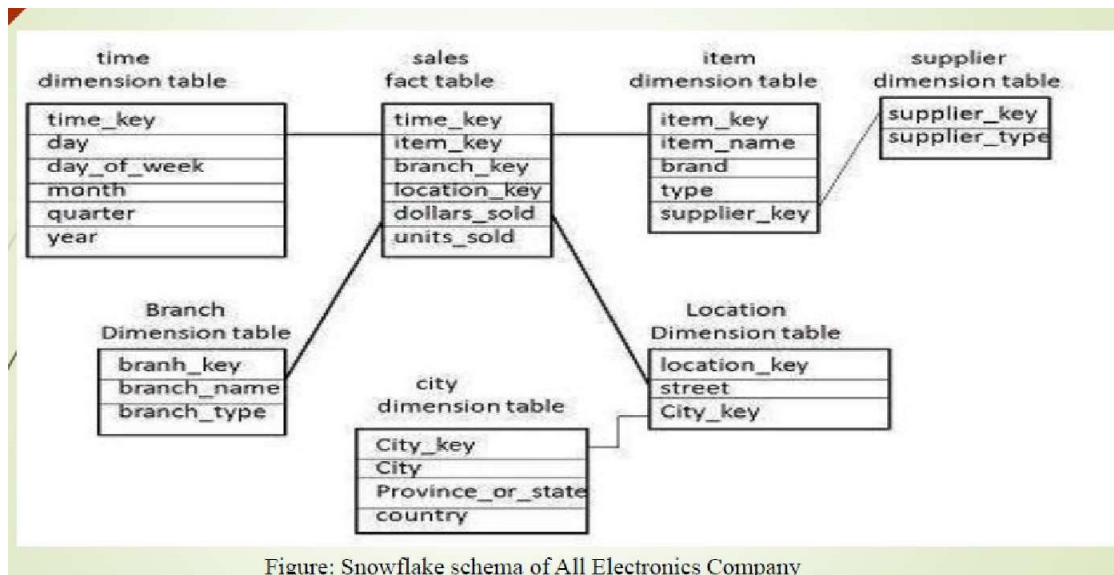 time
dimension table
time_key
day
day_of_week
month
quarter
year
sales
fact table
time_key
item_key
branch_key
location_key
dollars_sold
units_sold
item
dimension table
item_key
item_name
brand
type
supplier_key
supplier
dimension table
supplier_key
supplier_type
Branch
Dimension table
branh_key
branch_name
branch_type
city
dimension table
City_key
City
Province_or_state
country
Location
Dimension table
location_key
street
City_key
Figure: Snowflake schema of All Electronics Company